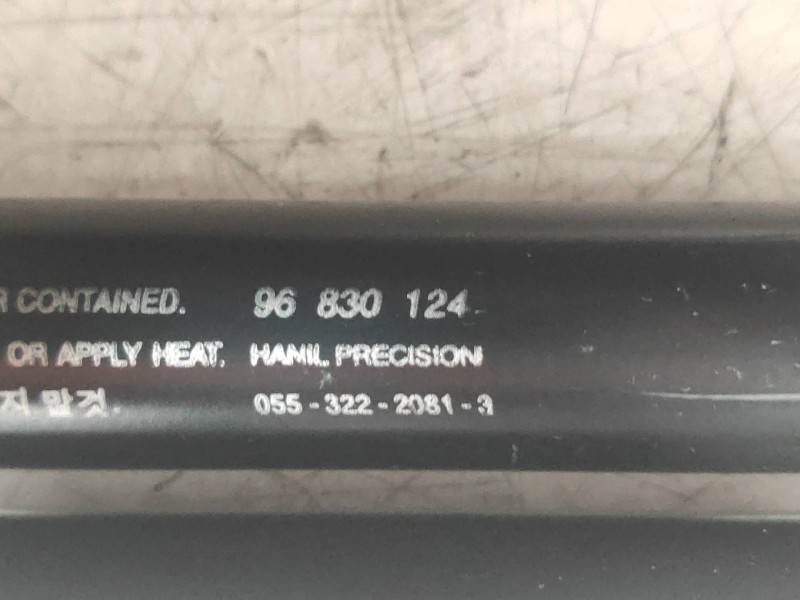 R CONTAINED. 96 830 124
OR APPLY HEAT. HAMIL PRECISION
지 말것. 055-322-2081-3